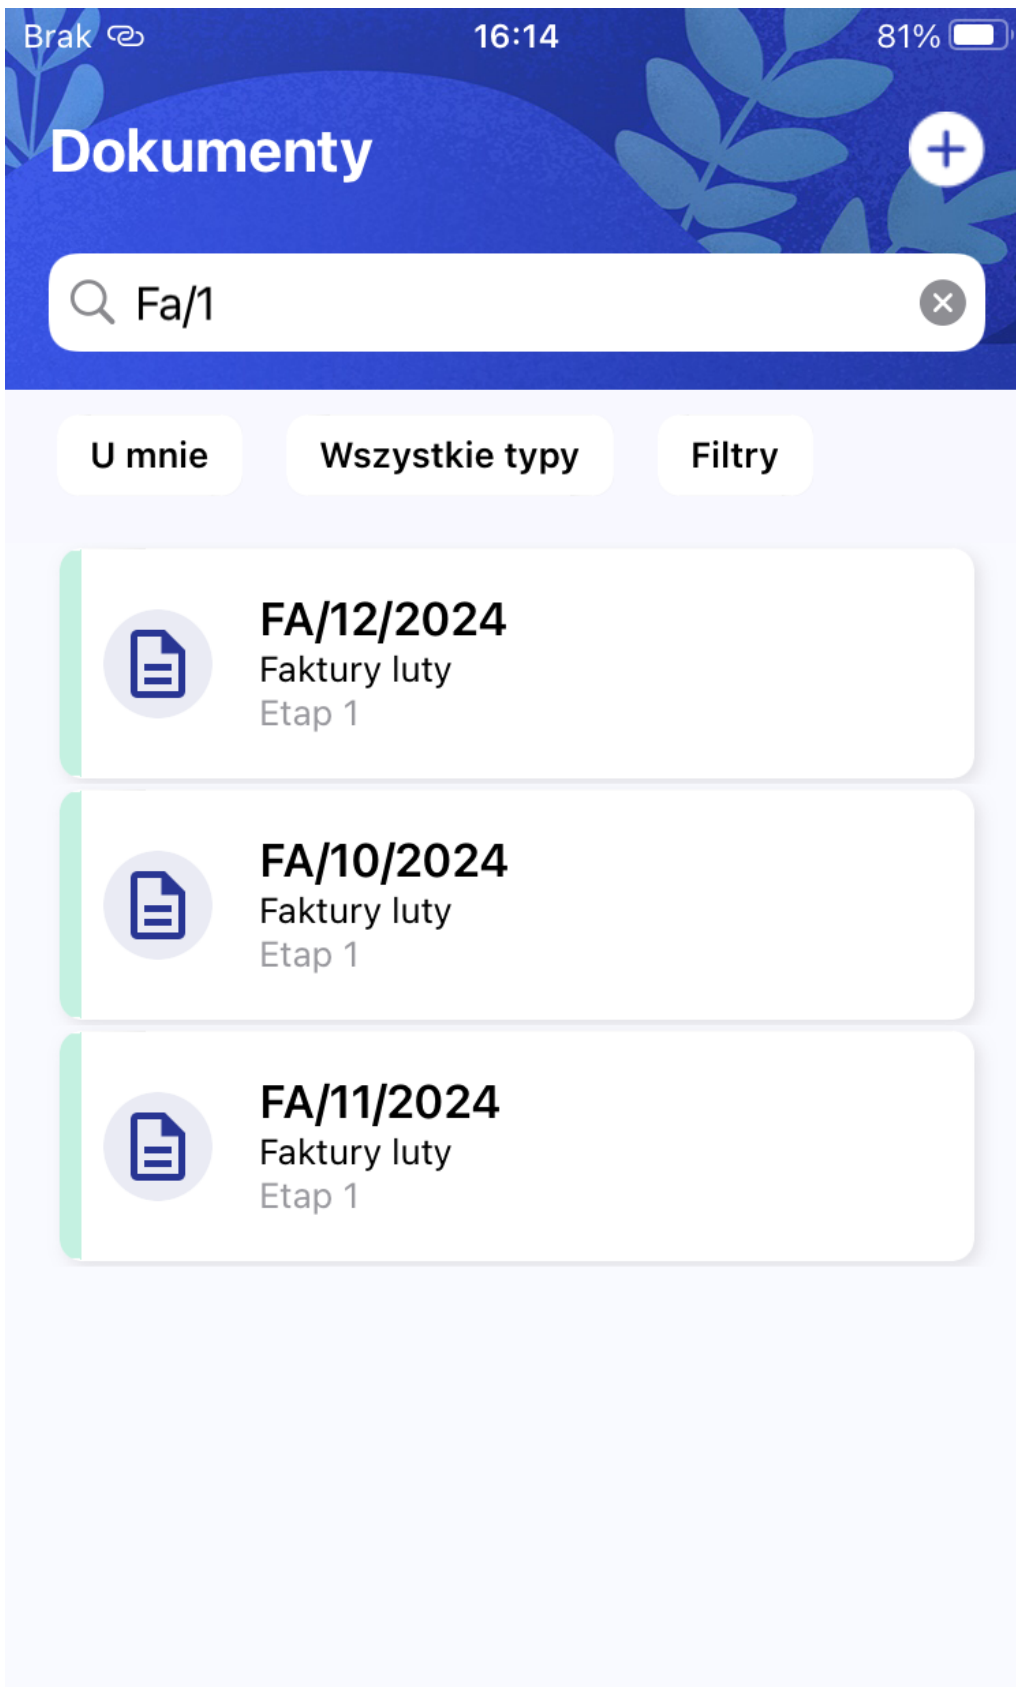 Brak
16:14
81%
Dokumenty
Fa/1
U mnie
Wszystkie typy
Filtry
FA/12/2024
Faktury luty
Etap 1
FA/10/2024
Faktury luty
Etap 1
FA/11/2024
Faktury luty
Etap 1